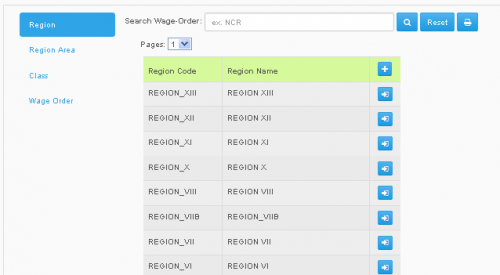 Region
Region Area
Class
Wage Order
Search Wage-Order: ex. NCR Reset
Pages: 1
Region Code Region Name
REGION_XIII REGION XIII
REGION_XII REGION XII
REGION_XI REGION XI
REGION_X REGION X
REGION_VIII REGION VIII
REGION_VIIB REGION_VIIB
REGION_VII REGION VII
REGION_VI REGION VI